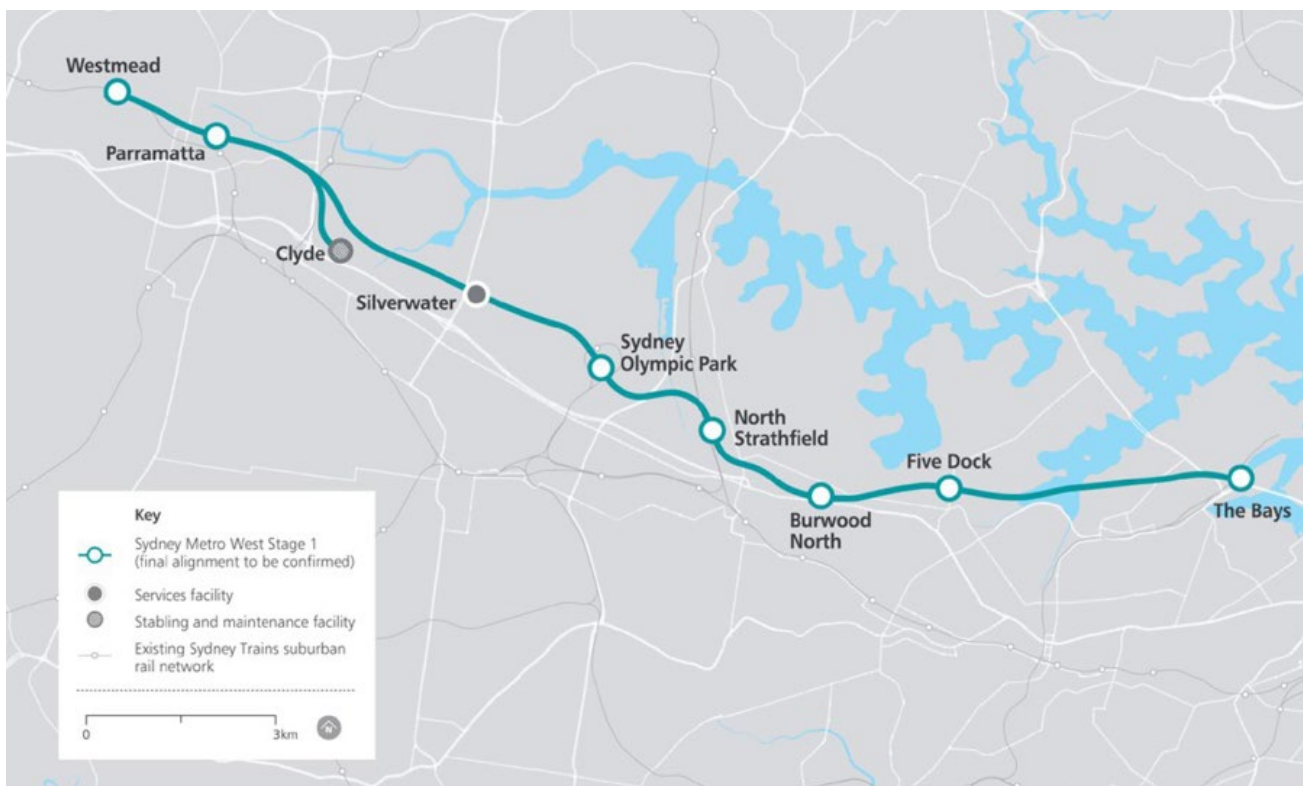 Westmead
Parramatta
Clyde
Silverwater
Sydney
Olympic Park
North
Strathfield
Five Dock
Burwood
North
The Bays
Key
Sydney Metro West Stage 1
(final alignment to be confirmed)
Services facility
Stabling and maintenance facility
Existing Sydney Trains suburban
rail network
0
3km
N